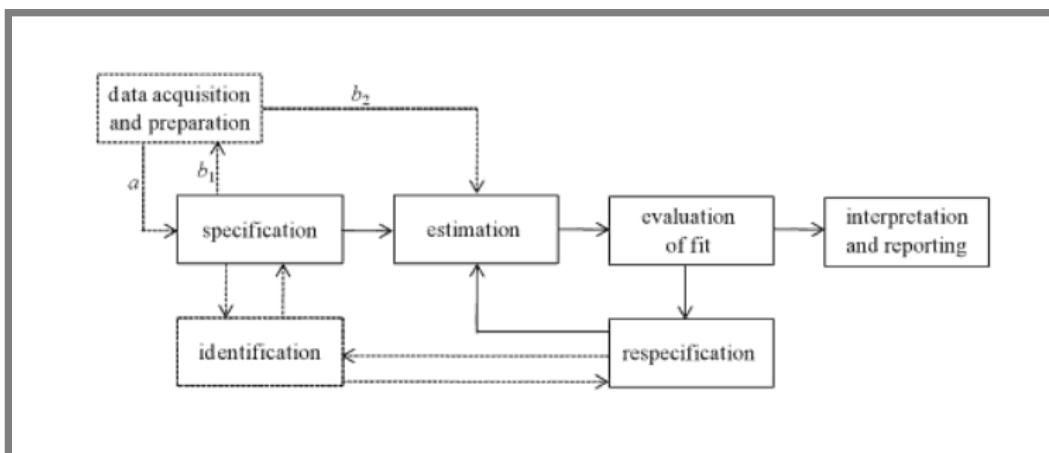 data acquisition
and preparation
b₂
a
b₁
specification
estimation
evaluation
of fit
interpretation
and reporting
identification
respecification